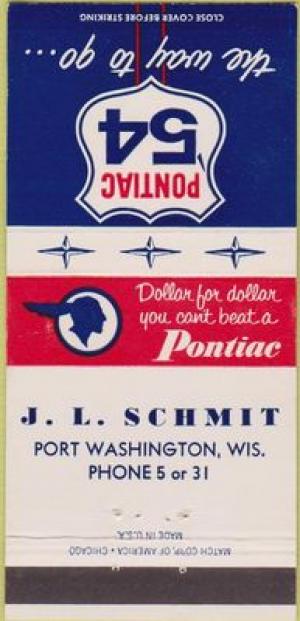 CLOSE COVER BEFORE STRIKING
the way to go...
'54
PONTIAC
Dollar for dollar
you can't beat a
Pontiac
J. L. SCHMIT
PORT WASHINGTON, WIS.
PHONE 5 or 31
MATCH CORP. OF AMERICA • CHICAGO
MADE IN U.S.A.